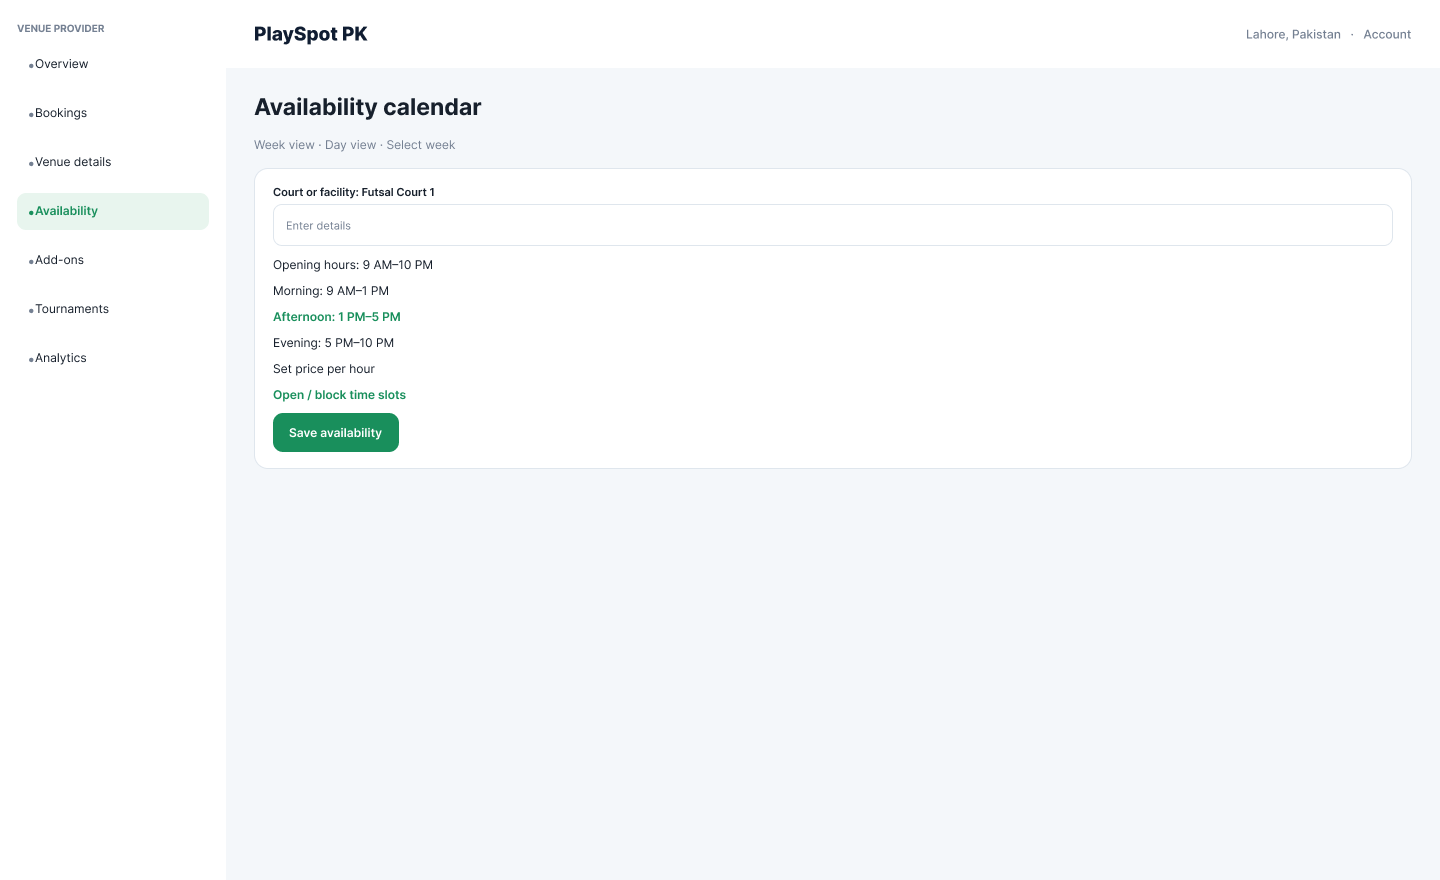 VENUE PROVIDER
Overview
Bookings
Venue details
Availability
Add-ons
Tournaments
Analytics
PlaySpot PK
Lahore, Pakistan · Account
Availability calendar
Week view · Day view · Select week
Court or facility: Futsal Court 1
Enter details
Opening hours: 9 AM–10 PM
Morning: 9 AM–1 PM
Afternoon: 1 PM–5 PM
Evening: 5 PM–10 PM
Set price per hour
Open / block time slots
Save availability